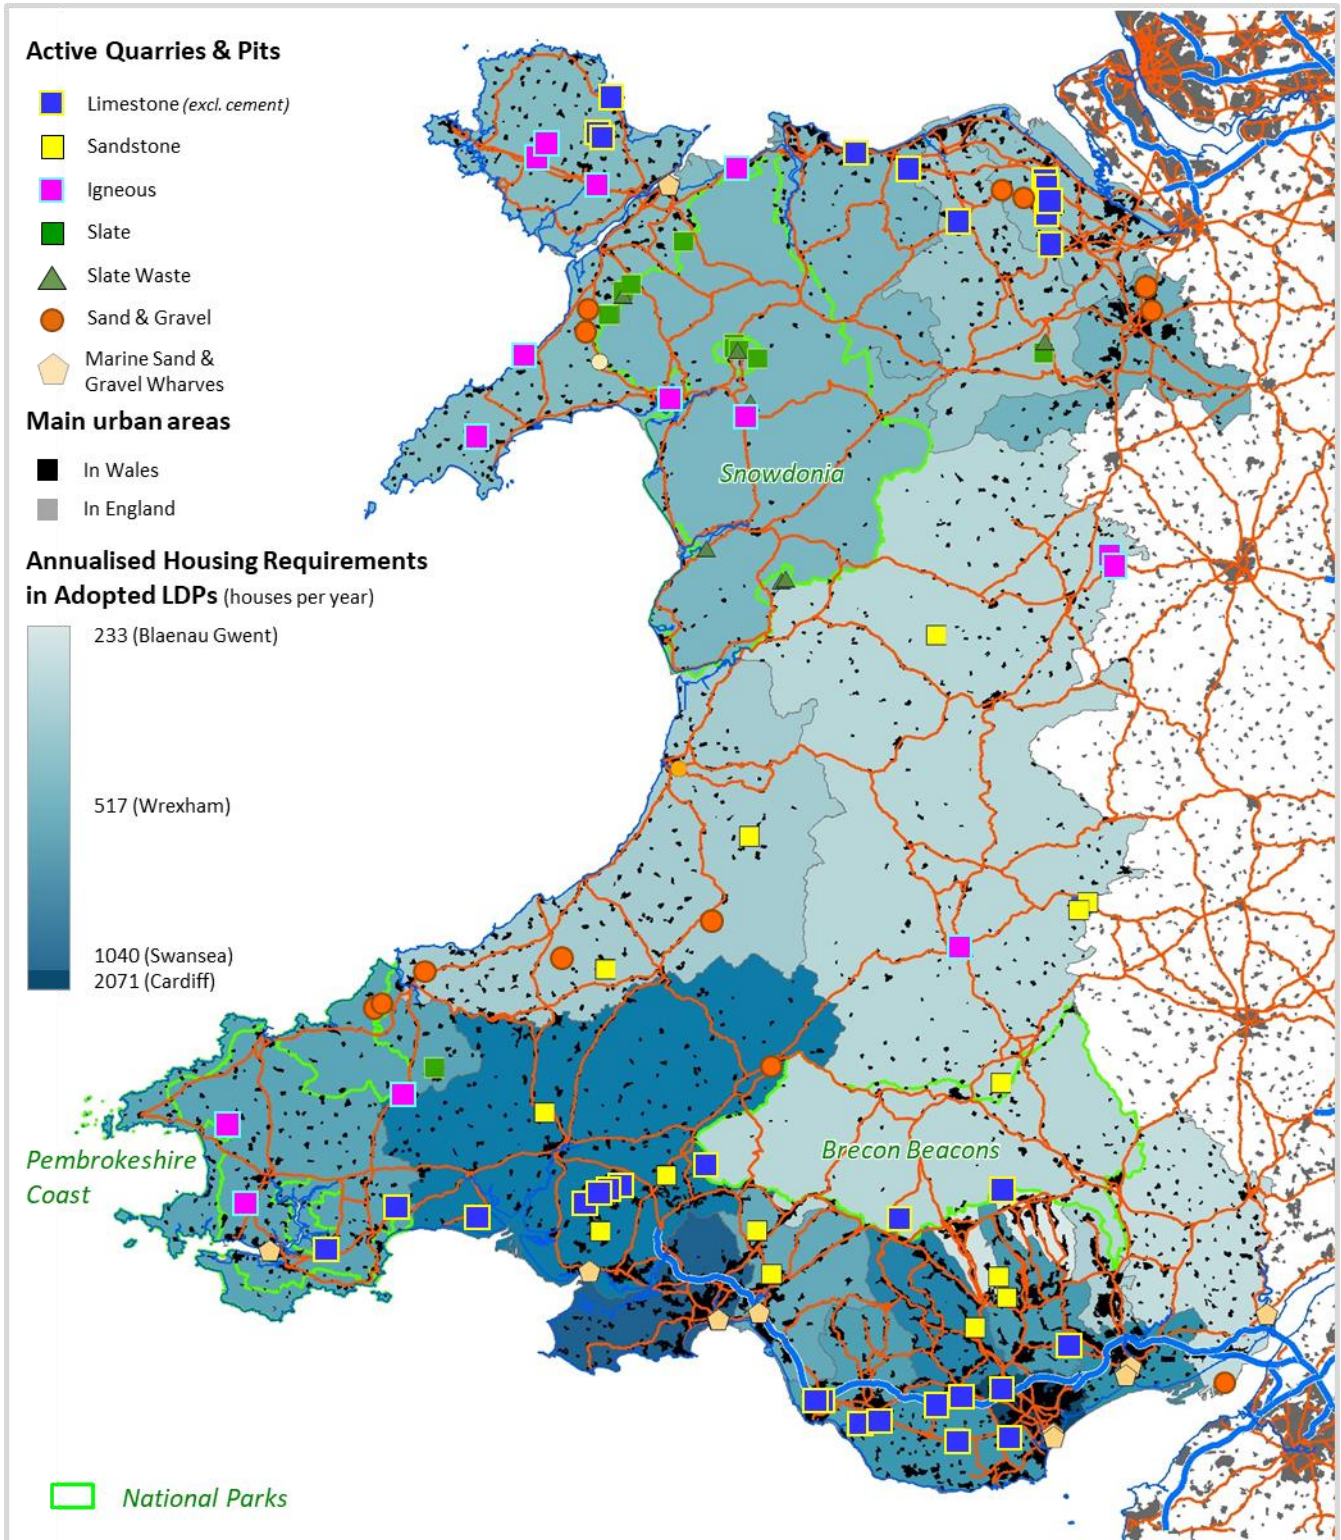 Active Quarries & Pits
Limestone (excl. cement)
Sandstone
Igneous
Slate
Slate Waste
Sand & Gravel
Marine Sand &
Gravel Wharves
Main urban areas
In Wales
In England
Annualised Housing Requirements
in Adopted LDPs (houses per year)
233 (Blaenau Gwent)
517 (Wrexham)
1040 (Swansea)
2071 (Cardiff)
Snowdonia
Pembrokeshire
Coast
Brecon Beacons
National Parks